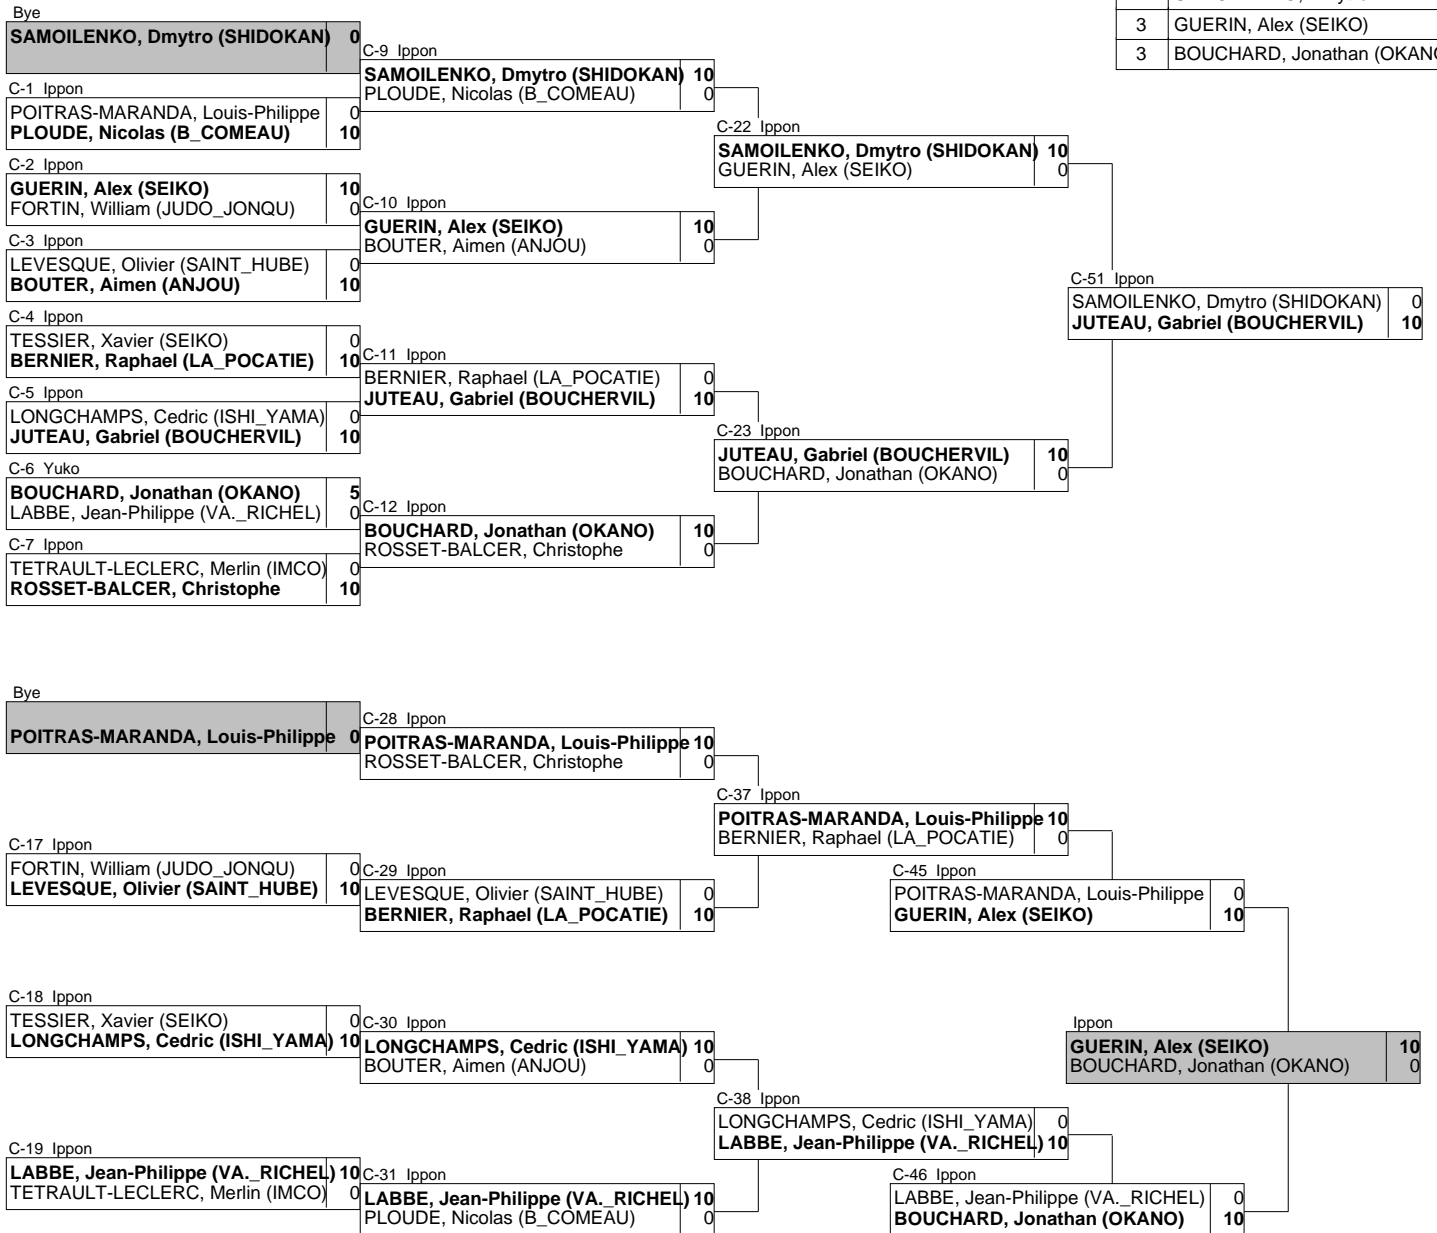 Bye
SAMOILENKO, Dmytro (SHIDOKAN) 0
C-1 Ippon
POITRAS-MARANDA, Louis-Philippe 0
PLOUDE, Nicolas (B_COMEAU) 10
C-2 Ippon
GUERIN, Alex (SEIKO) 10
FORTIN, William (JUDO_JONQU) 0
C-3 Ippon
LEVESQUE, Olivier (SAINT_HUBE) 0
BOUTER, Aimen (ANJOU) 10
C-4 Ippon
TESSIER, Xavier (SEIKO) 0
BERNIER, Raphael (LA_POCATIE) 10
C-5 Ippon
LONGCHAMPS, Cedric (ISHI_YAMA) 0
JUTEAU, Gabriel (BOUCHERVIL) 10
C-6 Yuko
BOUCHARD, Jonathan (OKANO) 5
LABBE, Jean-Philippe (VA._RICHEL) 0
C-7 Ippon
TETRAULT-LECLERC, Merlin (IMCO) 0
ROSSET-BALCER, Christophe 10
C-9 Ippon
SAMOILENKO, Dmytro (SHIDOKAN) 10
PLOUDE, Nicolas (B_COMEAU) 0
C-10 Ippon
GUERIN, Alex (SEIKO) 10
BOUTER, Aimen (ANJOU) 0
C-11 Ippon
BERNIER, Raphael (LA_POCATIE) 0
JUTEAU, Gabriel (BOUCHERVIL) 10
C-12 Ippon
BOUCHARD, Jonathan (OKANO) 10
ROSSET-BALCER, Christophe 0
C-22 Ippon
SAMOILENKO, Dmytro (SHIDOKAN) 10
GUERIN, Alex (SEIKO) 0
C-23 Ippon
JUTEAU, Gabriel (BOUCHERVIL) 10
BOUCHARD, Jonathan (OKANO) 0
3 GUERIN, Alex (SEIKO)
3 BOUCHARD, Jonathan (OKAN
C-51 Ippon
SAMOILENKO, Dmytro (SHIDOKAN) 0
JUTEAU, Gabriel (BOUCHERVIL) 10
Bye
POITRAS-MARANDA, Louis-Philippe 0
C-17 Ippon
FORTIN, William (JUDO_JONQU) 0
LEVESQUE, Olivier (SAINT_HUBE) 10
C-18 Ippon
TESSIER, Xavier (SEIKO) 0
LONGCHAMPS, Cedric (ISHI_YAMA) 10
C-19 Ippon
LABBE, Jean-Philippe (VA._RICHEL) 10
TETRAULT-LECLERC, Merlin (IMCO) 0
C-28 Ippon
POITRAS-MARANDA, Louis-Philippe 10
ROSSET-BALCER, Christophe 0
C-29 Ippon
LEVESQUE, Olivier (SAINT_HUBE) 0
BERNIER, Raphael (LA_POCATIE) 10
C-30 Ippon
LONGCHAMPS, Cedric (ISHI_YAMA) 10
BOUTER, Aimen (ANJOU) 0
C-31 Ippon
LABBE, Jean-Philippe (VA._RICHEL) 10
PLOUDE, Nicolas (B_COMEAU) 0
C-37 Ippon
POITRAS-MARANDA, Louis-Philippe 10
BERNIER, Raphael (LA_POCATIE) 0
C-38 Ippon
LONGCHAMPS, Cedric (ISHI_YAMA) 0
LABBE, Jean-Philippe (VA._RICHEL) 10
C-45 Ippon
POITRAS-MARANDA, Louis-Philippe 0
GUERIN, Alex (SEIKO) 10
C-46 Ippon
LABBE, Jean-Philippe (VA._RICHEL) 0
BOUCHARD, Jonathan (OKANO) 10
Ippon
GUERIN, Alex (SEIKO) 10
BOUCHARD, Jonathan (OKANO) 0